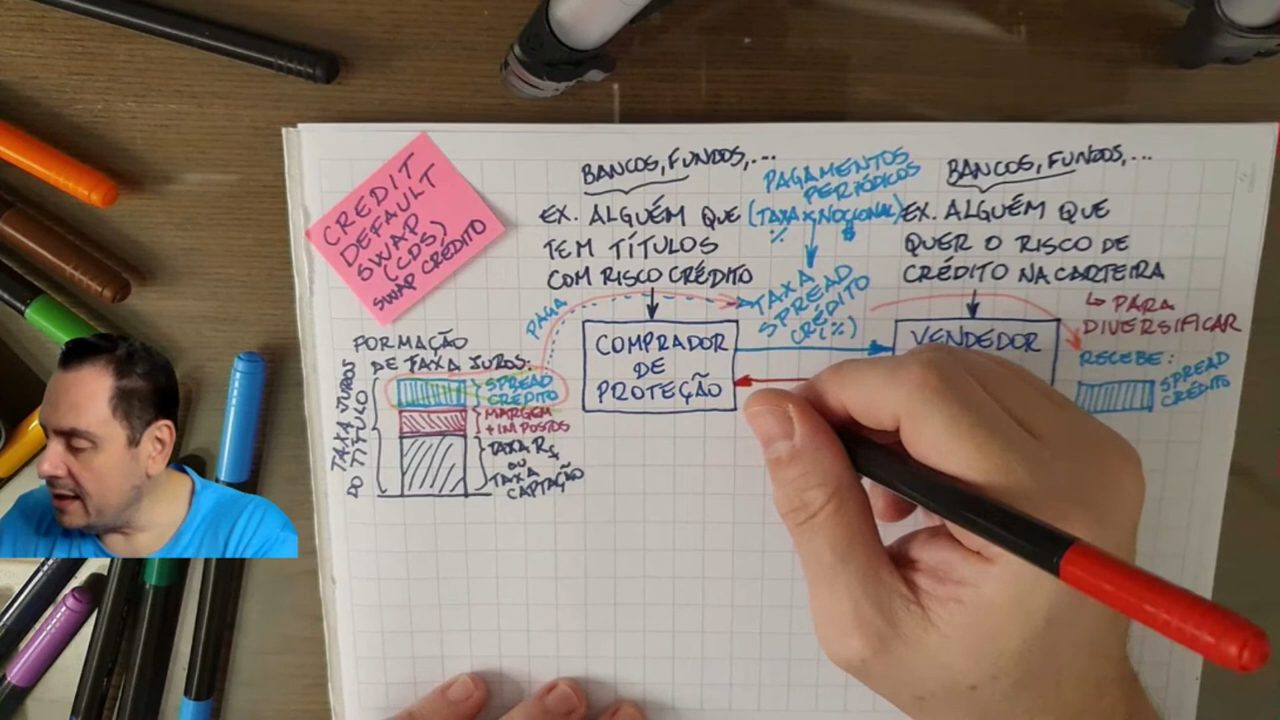 CREDIT
DEFAULT
SWAP
(CDS)
SWAP CRÉDITO
BANCOS, FUNDOS,...
EX. ALGUÉM QUE
TEM TÍTULOS
COM RISCO CRÉDITO
PAGAMENTOS
PERIÓDICOS
(TAXA x NOCIONAL)
% $
TAXA
SPREAD
CRÉDITO
(CR(%)
BANCOS, FUNDOS,...
EX. ALGUÉM QUE
QUER O RISCO DE
CRÉDITO NA CARTEIRA
↳ PARA
DIVERSIFICAR
PAGA
COMPRADOR
DE
PROTEÇÃO
VENDEDOR
RECEBE:
SPREAD
CRÉDITO
FORMAÇÃO
DE TAXA JUROS:
TAXA JUROS
DO TÍTULO
SPREAD
CRÉDITO
MARGEM
+ IMPOSTOS
TAXA Rf
OU
TAXA
CAPTAÇÃO